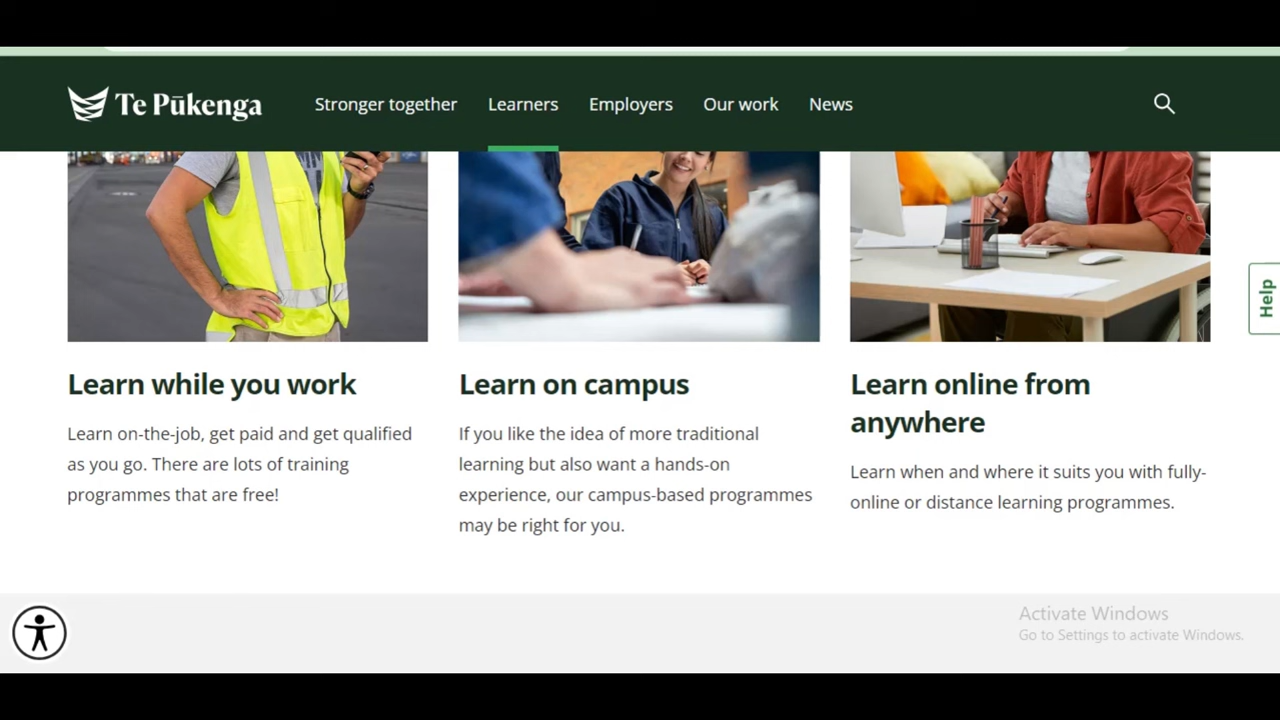 Te Pūkenga
Stronger together
Learners
Employers
Our work
News
Help
Learn while you work
Learn on-the-job, get paid and get qualified
as you go. There are lots of training
programmes that are free!
Learn on campus
If you like the idea of more traditional
learning but also want a hands-on
experience, our campus-based programmes
may be right for you.
Learn online from
anywhere
Learn when and where it suits you with fully-
online or distance learning programmes.
Activate Windows
Go to Settings to activate Windows.